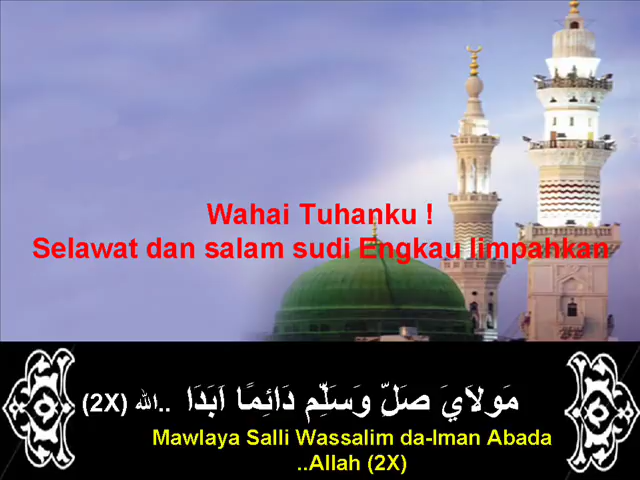 Wahai Tuhanku !
Selawat dan salam sudi Engkau limpahkan
مَولاَيَ صَلِّ وَسَلِّم دَائِمًا اَبَدَا ..الله (2X)
Mawlaya Salli Wassalim da-Iman Abada
..Allah (2X)